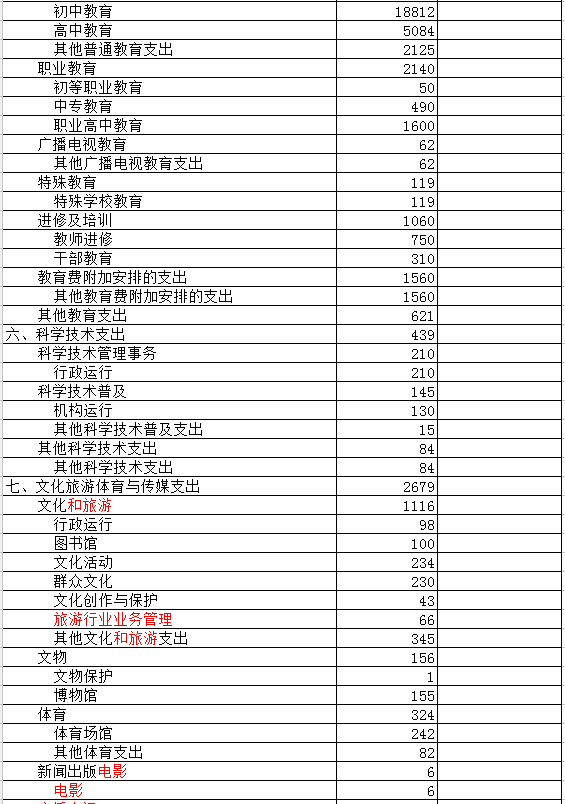 初中教育 18812
高中教育 5084
其他普通教育支出 2125
职业教育 2140
初等职业教育 50
中专教育 490
职业高中教育 1600
广播电视教育 62
其他广播电视教育支出 62
特殊教育 119
特殊学校教育 119
进修及培训 1060
教师进修 750
干部教育 310
教育费附加安排的支出 1560
其他教育费附加安排的支出 1560
其他教育支出 621
六、科学技术支出 439
科学技术管理事务 210
行政运行 210
科学技术普及 145
机构运行 130
其他科学技术普及支出 15
其他科学技术支出 84
其他科学技术支出 84
七、文化旅游体育与传媒支出 2679
文化和旅游 1116
行政运行 98
图书馆 100
文化活动 234
群众文化 230
文化创作与保护 43
旅游行业业务管理 66
其他文化和旅游支出 345
文物 156
文物保护 1
博物馆 155
体育 324
体育场馆 242
其他体育支出 82
新闻出版电影 6
电影 6